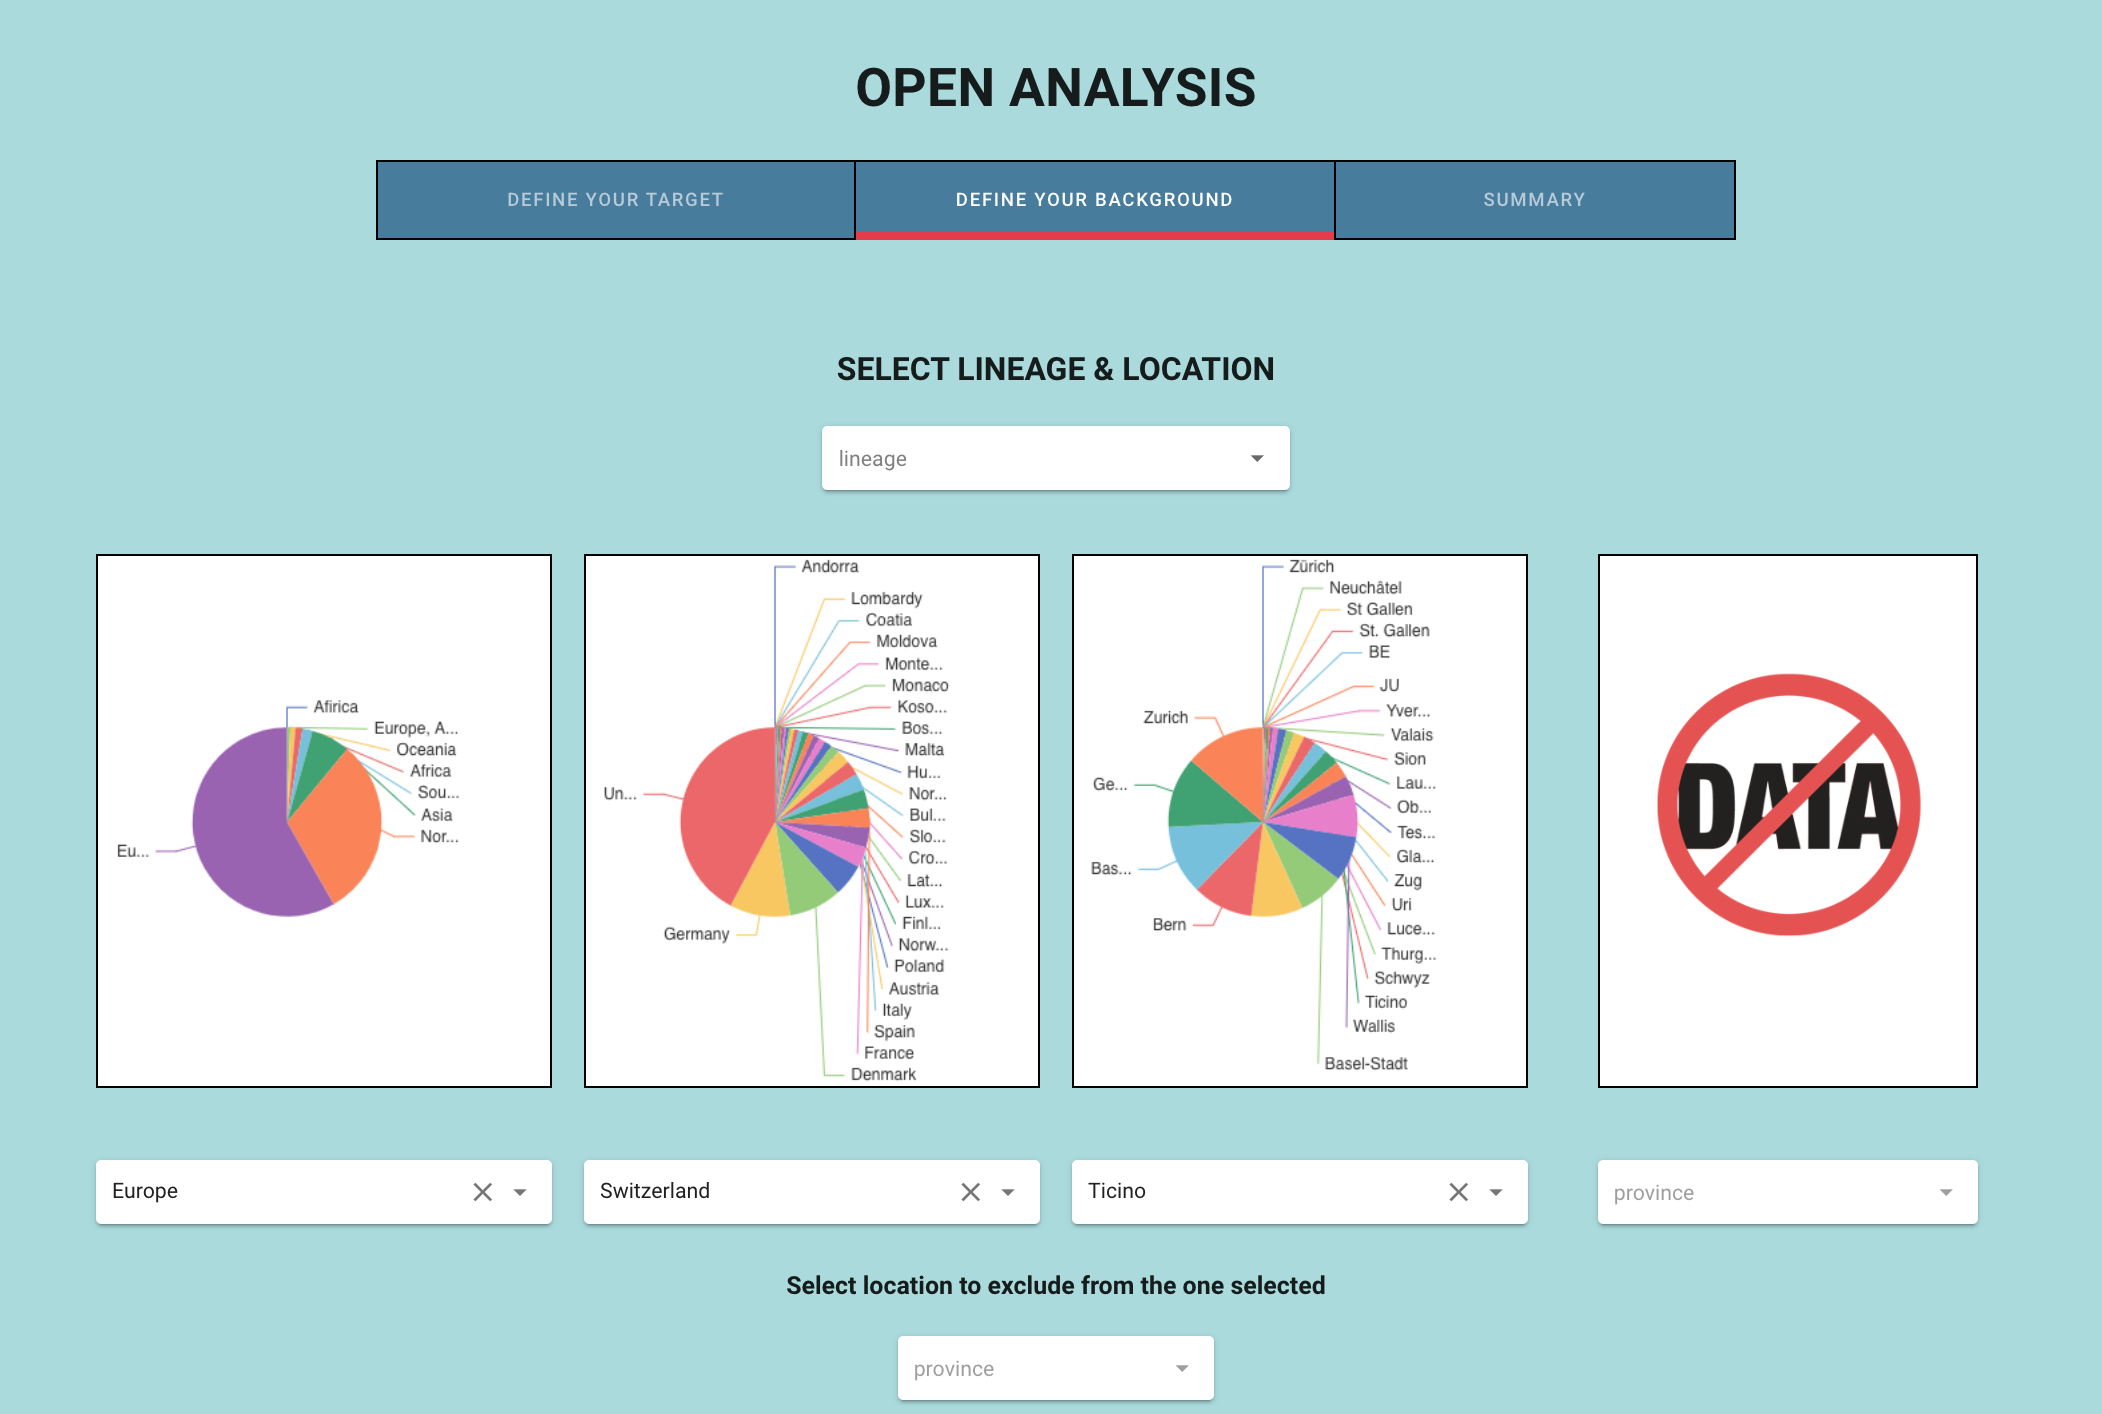 OPEN ANALYSIS
DEFINE YOUR TARGET
DEFINE YOUR BACKGROUND
SUMMARY
SELECT LINEAGE & LOCATION
lineage
Afirica
Europe, A...
Oceania
Africa
Sou...
Asia
Nor...
Eu...
Andorra
Lombardy
Coatia
Moldova
Monte...
Monaco
Koso...
Bos...
Malta
Hu...
Nor...
Bul...
Slo...
Cro...
Lat...
Lux...
Finl...
Norw...
Poland
Austria
Italy
Spain
France
Denmark
Germany
Un...
Zürich
Neuchâtel
St Gallen
St. Gallen
BE
JU
Yver...
Valais
Sion
Lau...
Ob...
Tes...
Gla...
Zug
Uri
Luce...
Thurg...
Schwyz
Ticino
Wallis
Basel-Stadt
Bern
Bas...
Ge...
Zurich
DATA
Europe
Switzerland
Ticino
province
Select location to exclude from the one selected
province